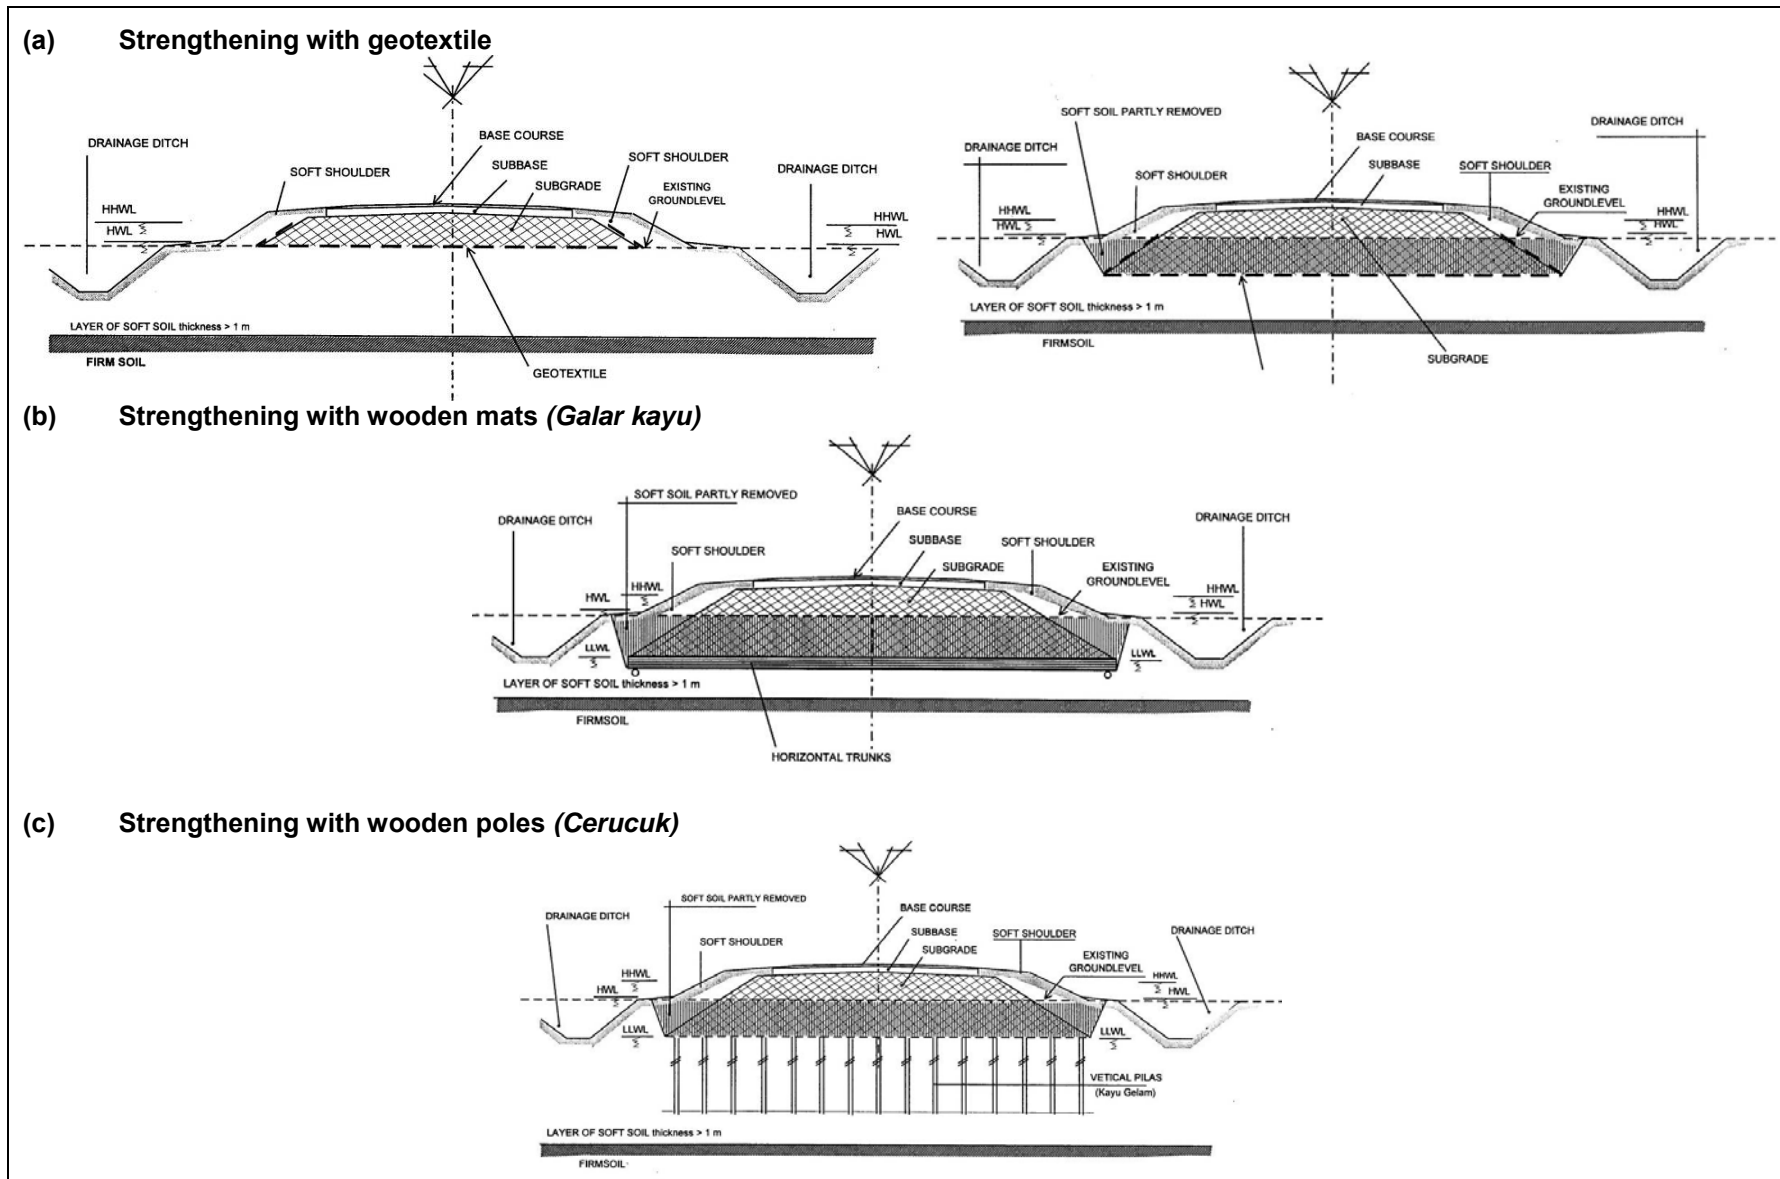 (a) Strengthening with geotextile
DRAINAGE DITCH
SOFT SHOULDER
BASE COURSE
SUBBASE
SUBGRADE
SOFT SHOULDER
EXISTING
GROUNDLEVEL
DRAINAGE DITCH
HHWL
HWL
HHWL
HWL
LAYER OF SOFT SOIL thickness > 1 m
FIRM SOIL
GEOTEXTILE
SOFT SOIL PARTLY REMOVED
DRAINAGE DITCH
SOFT SHOULDER
BASE COURSE
SUBBASE
SOFT SHOULDER
EXISTING
GROUNDLEVEL
DRAINAGE DITCH
HHWL
HWL
HHWL
HWL
LAYER OF SOFT SOIL thickness > 1 m
FIRMSOIL
SUBGRADE
(b) Strengthening with wooden mats (Galar kayu)
SOFT SOIL PARTLY REMOVED
DRAINAGE DITCH
SOFT SHOULDER
BASE COURSE
SUBBASE
SUBGRADE
SOFT SHOULDER
EXISTING
GROUNDLEVEL
DRAINAGE DITCH
HWL
HHWL
HHWL
HWL
LLWL
LLWL
LAYER OF SOFT SOIL thickness > 1 m
FIRMSOIL
HORIZONTAL TRUNKS
(c) Strengthening with wooden poles (Cerucuk)
SOFT SOIL PARTLY REMOVED
DRAINAGE DITCH
SOFT SHOULDER
BASE COURSE
SUBBASE
SUBGRADE
SOFT SHOULDER
EXISTING
GROUNDLEVEL
DRAINAGE DITCH
HHWL
HWL
HHWL
HWL
LLWL
LLWL
VETICAL PILAS
(Kayu Gelam)
LAYER OF SOFT SOIL thickness > 1 m
FIRMSOIL